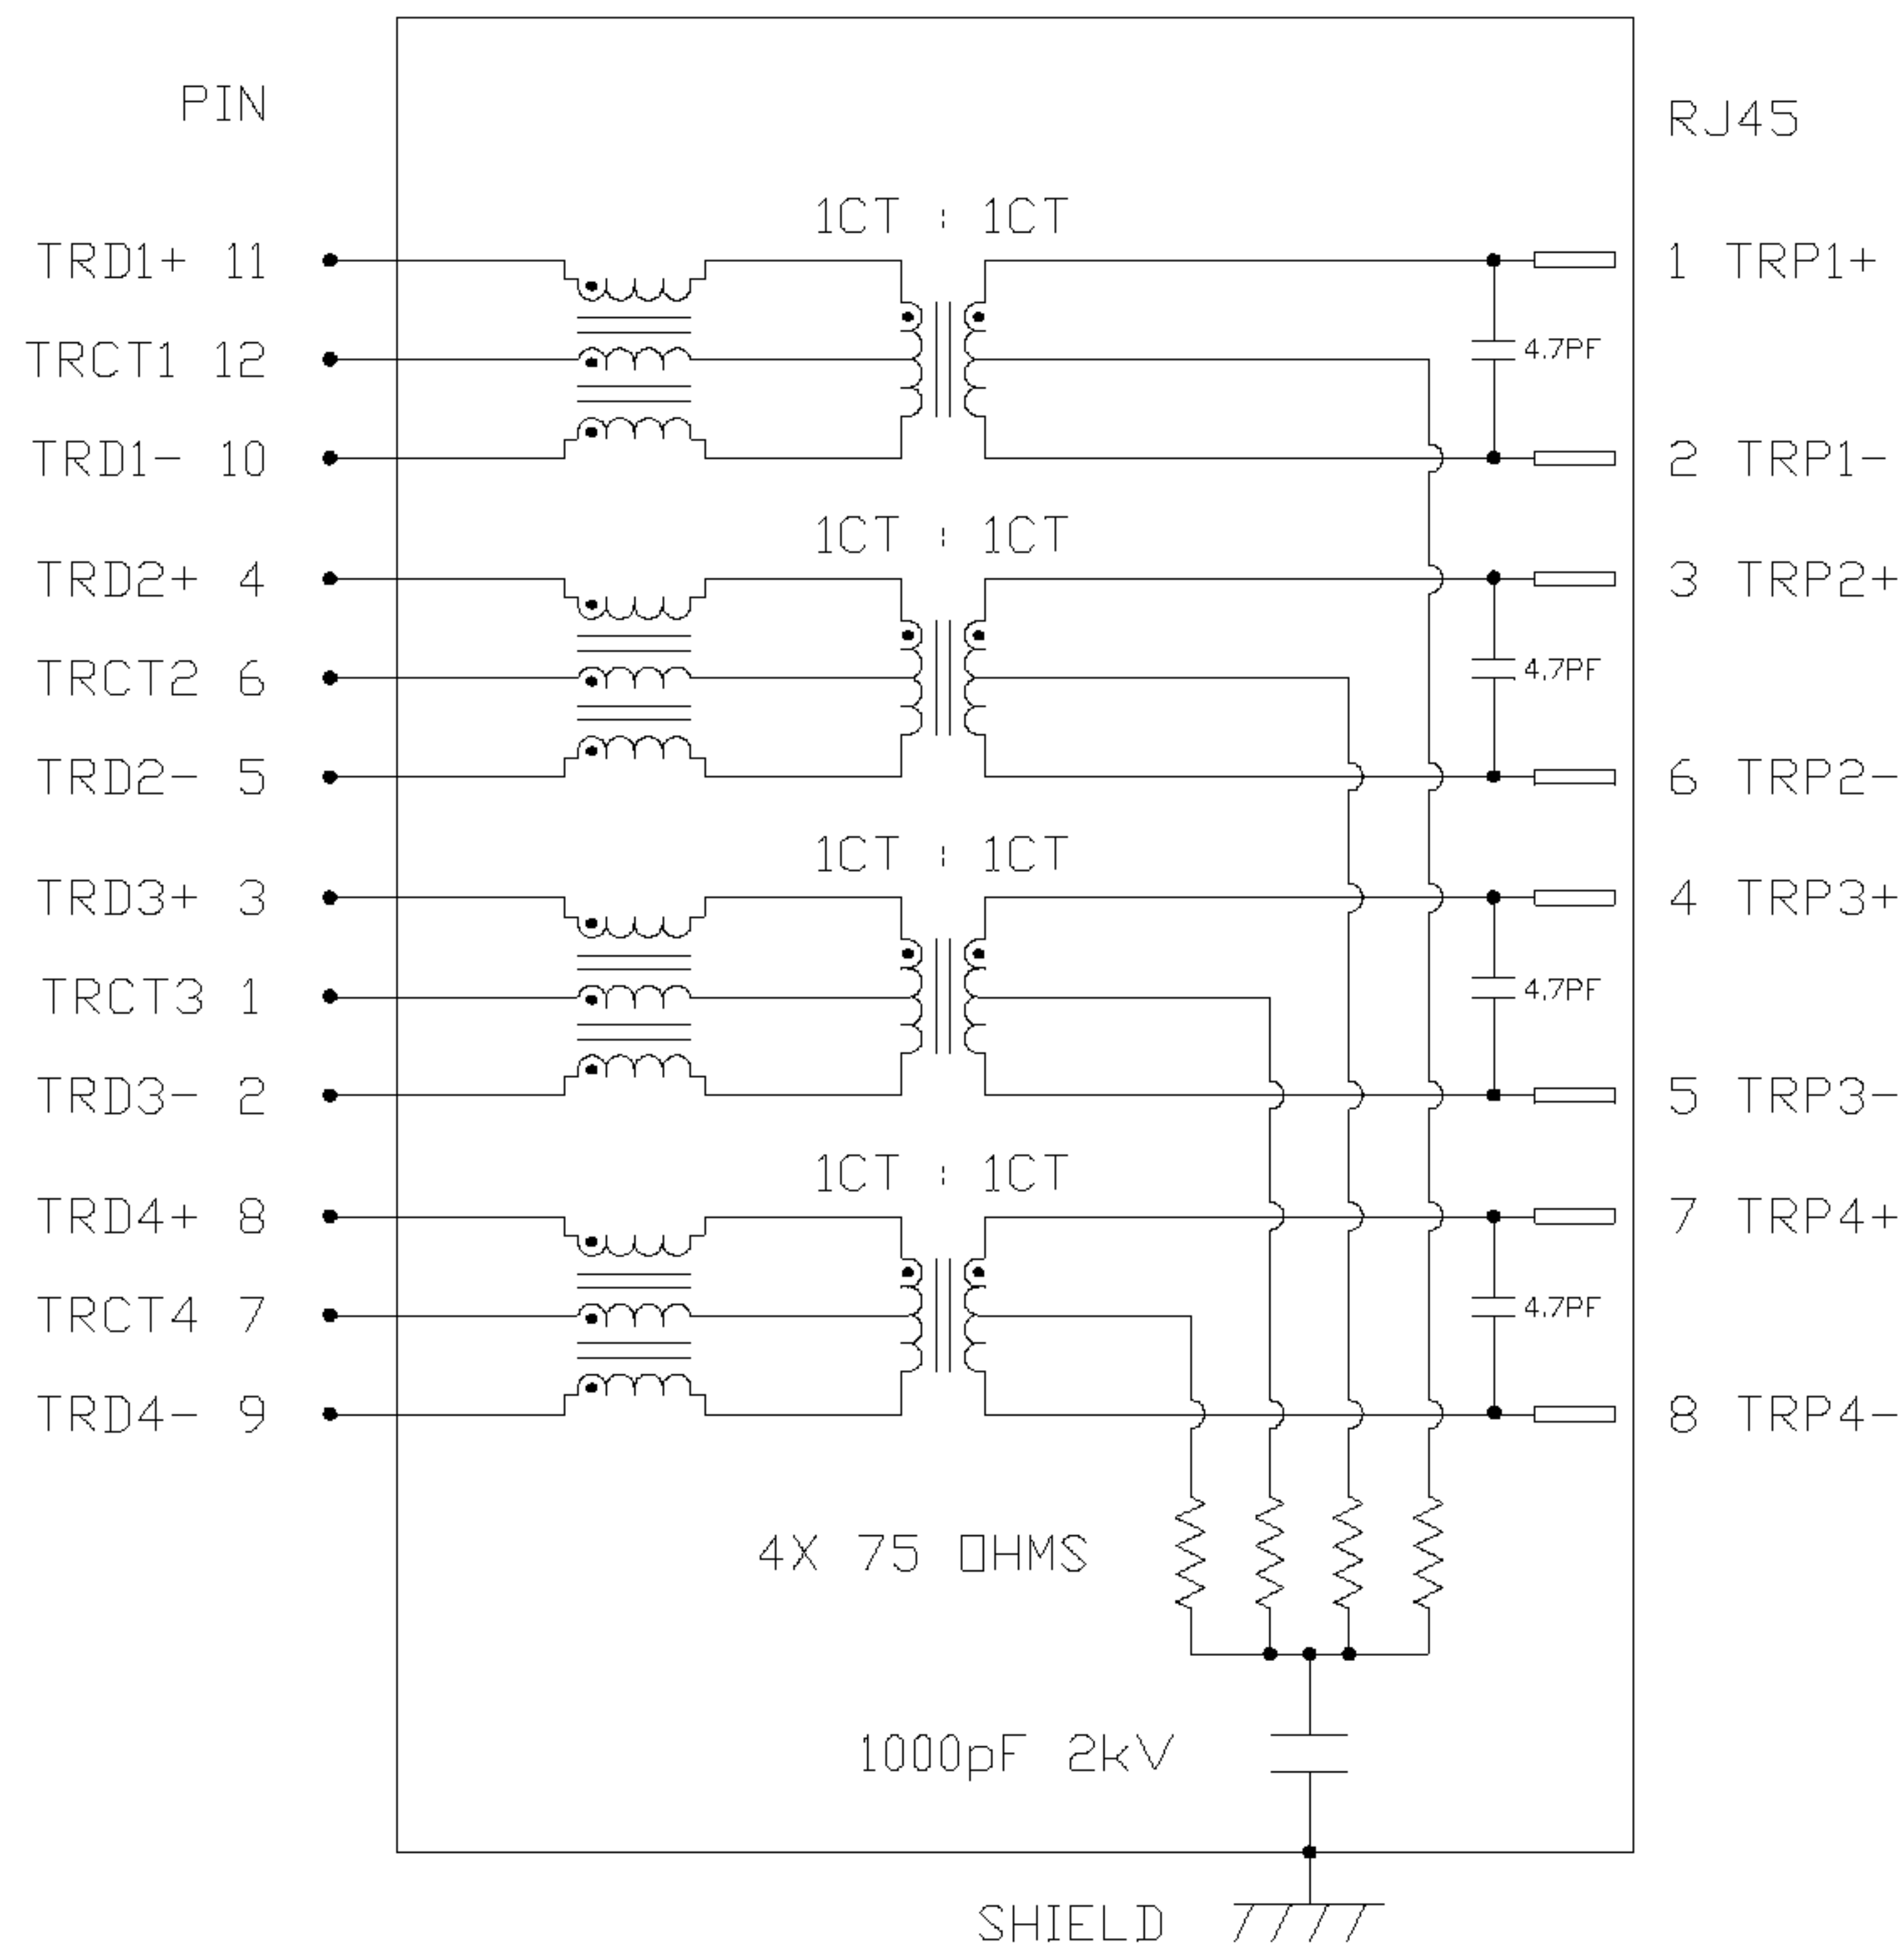 PIN
RJ45
1CT : 1CT
TRD1+ 11
1 TRP1+
TRCT1 12
4.7PF
TRD1- 10
2 TRP1-
1CT : 1CT
TRD2+ 4
3 TRP2+
TRCT2 6
4.7PF
TRD2- 5
6 TRP2-
1CT : 1CT
TRD3+ 3
4 TRP3+
TRCT3 1
4.7PF
TRD3- 2
5 TRP3-
1CT : 1CT
TRD4+ 8
7 TRP4+
TRCT4 7
4.7PF
TRD4- 9
8 TRP4-
4X 75 OHMS
1000pF 2kV
SHIELD